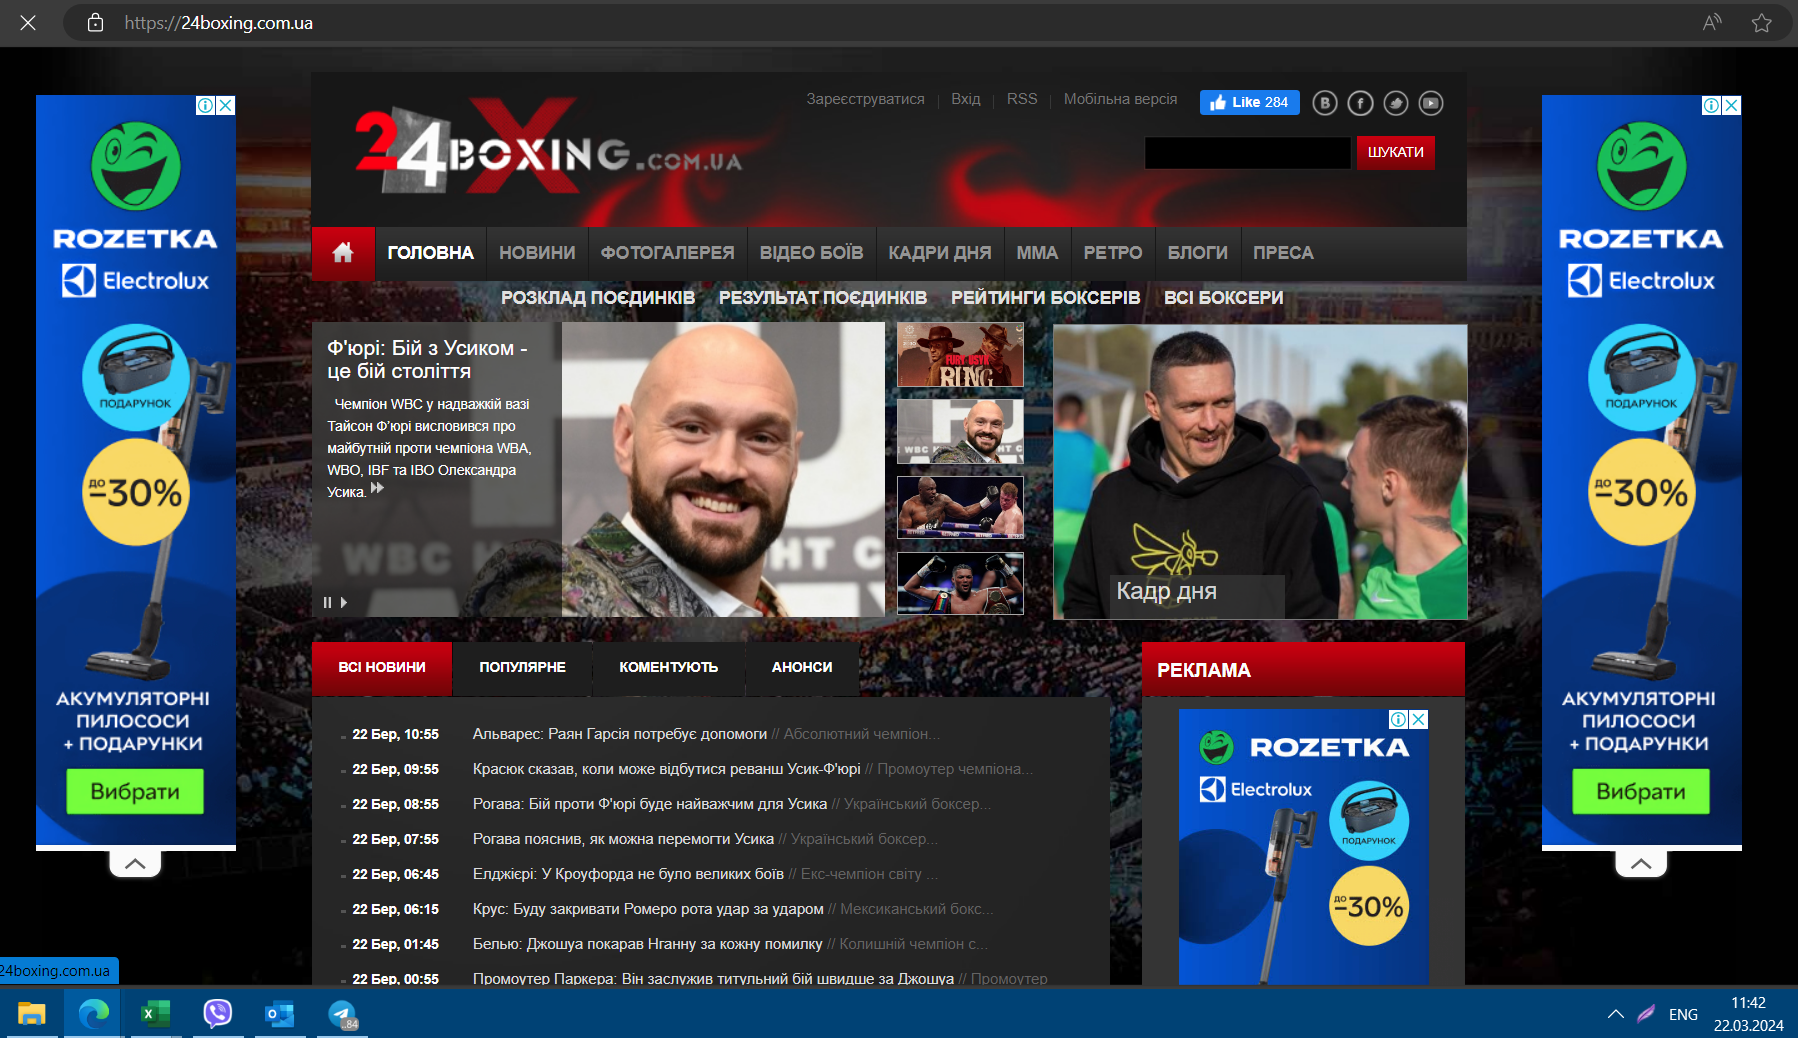 https://24boxing.com.ua
Зареєструватися
Вхід
RSS
Мобільна версія
Like 284
24BOXING.COM.UA
ШУКАТИ
ГОЛОВНА
НОВИНИ
ФОТОГАЛЕРЕЯ
ВІДЕО БОЇВ
КАДРИ ДНЯ
ММА
РЕТРО
БЛОГИ
ПРЕСА
РОЗКЛАД ПОЄДИНКІВ
РЕЗУЛЬТАТ ПОЄДИНКІВ
РЕЙТИНГИ БОКСЕРІВ
ВСІ БОКСЕРИ
ROZETKA
Electrolux
ПОДАРУНОК
до
-30%
АКУМУЛЯТОРНІ
ПИЛОСОСИ
+ ПОДАРУНКИ
Вибрати
Ф'юрі: Бій з Усиком -
це бій століття
Чемпіон WBC у надважкій вазі
Тайсон Ф'юрі висловився про
майбутній проти чемпіона WBA,
WBO, IBF та IBO Олександра
Усика.
WBC
FURY USYK
RING
WBC
Кадр дня
ROZETKA
Electrolux
ПОДАРУНОК
до
-30%
АКУМУЛЯТОРНІ
ПИЛОСОСИ
+ ПОДАРУНКИ
Вибрати
ВСІ НОВИНИ
ПОПУЛЯРНЕ
КОМЕНТУЮТЬ
АНОНСИ
22 Бер, 10:55 Альварес: Раян Гарсія потребує допомоги // Абсолютний чемпіон...
22 Бер, 09:55 Красюк сказав, коли може відбутися реванш Усик-Ф'юрі // Промоутер чемпіона...
22 Бер, 08:55 Рогава: Бій проти Ф'юрі буде найважчим для Усика // Український боксер...
22 Бер, 07:55 Рогава пояснив, як можна перемогти Усика // Український боксер...
22 Бер, 06:45 Елджієрі: У Кроуфорда не було великих боїв // Екс-чемпіон світу ...
22 Бер, 06:15 Крус: Буду закривати Ромеро рота удар за ударом // Мексиканський бокс...
22 Бер, 01:45 Белью: Джошуа покарав Нганну за кожну помилку // Колишній чемпіон с...
22 Бер, 00:55 Промоутер Паркера: Він заслужив титульний бій швидше за Джошуа // Промоутер
РЕКЛАМА
ROZETKA
Electrolux
ПОДАРУНОК
до
-30%
24boxing.com.ua
..84
ENG
11:42
22.03.2024